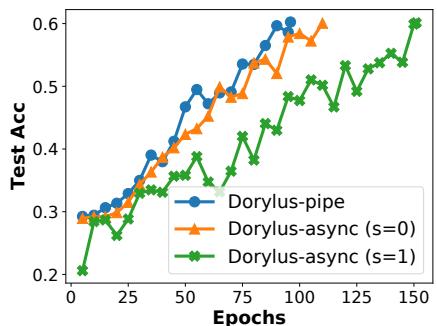 0.6
0.5
0.4
0.3
0.2
Test Acc
Dorylus-pipe
Dorylus-async (s=0)
Dorylus-async (s=1)
0 25 50 75 100 125 150
Epochs